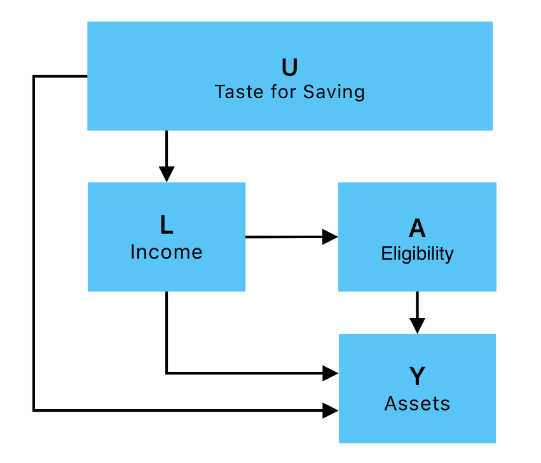 U
Taste for Saving
L
Income
A
Eligibility
Y
Assets